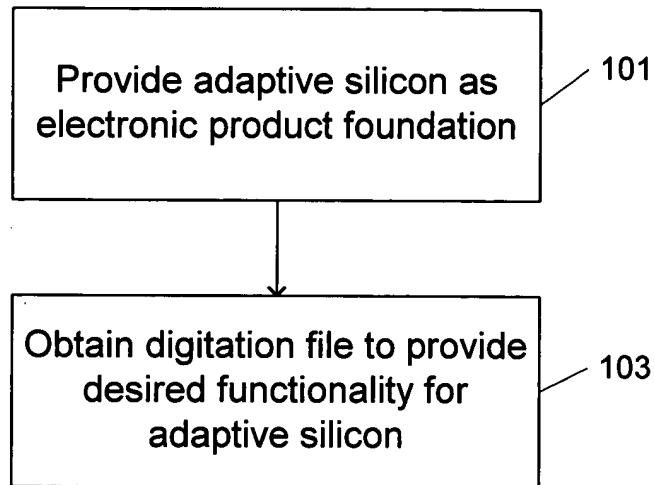 Provide adaptive silicon as
electronic product foundation
101
Obtain digitation file to provide
desired functionality for
adaptive silicon
103